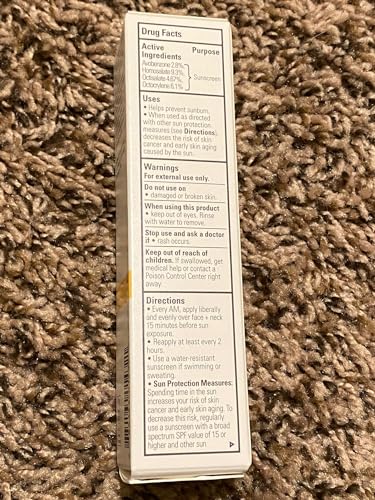 Drug Facts
Active Purpose
Ingredients
Avobenzone 2.8%
Homosalate 9.3%, Sunscreen
Octisalate 4.67%,
Octocrylene 6.1%
Uses
• Helps prevent sunburn.
• When used as directed
with other sun protection
measures (see Directions),
decreases the risk of skin
cancer and early skin aging
caused by the sun.
Warnings
For external use only.
Do not use on
• damaged or broken skin.
When using this product
• keep out of eyes. Rinse
with water to remove.
Stop use and ask a doctor
if • rash occurs.
Keep out of reach of
children. If swallowed, get
medical help or contact a
Poison Control Center right
away.
Directions
• Every AM, apply liberally
and evenly over face + neck
15 minutes before sun
exposure.
• Reapply at least every 2
hours.
• Use a water-resistant
sunscreen if swimming or
sweating.
• Sun Protection Measures:
Spending time in the sun
increases your risk of skin
cancer and early skin aging. To
decrease this risk, regularly
use a sunscreen with a broad
spectrum SPF value of 15 or
higher and other sun